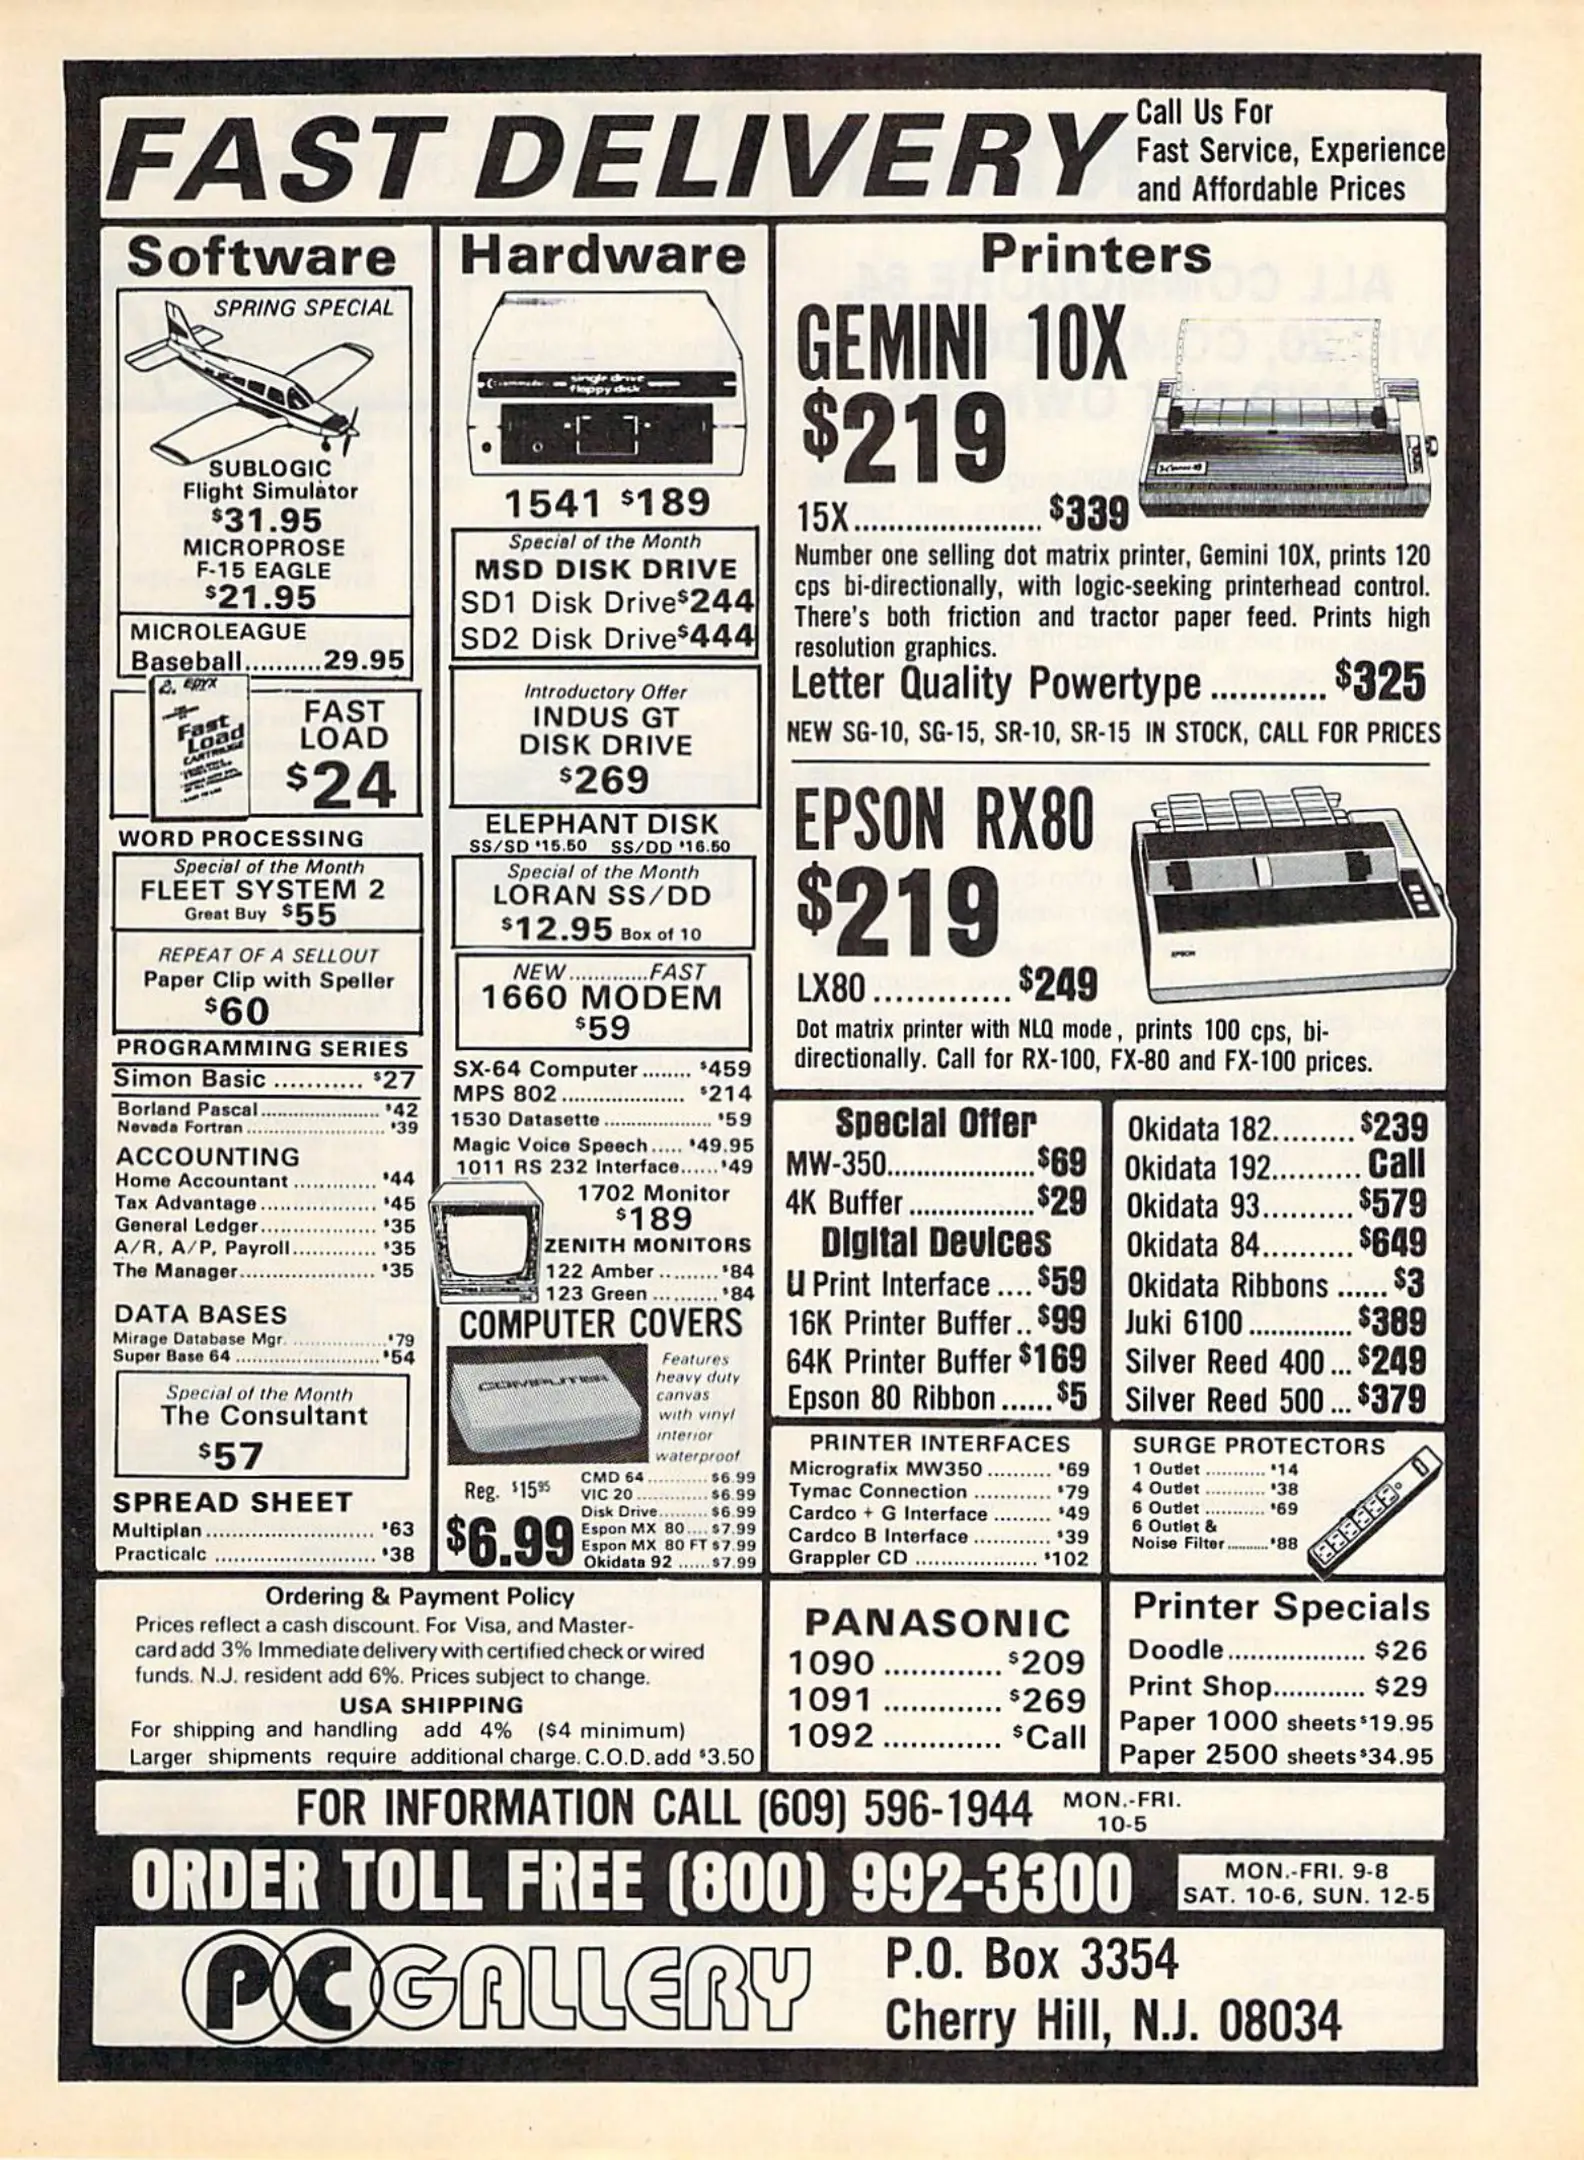 FAST DELIVERY
Call Us For
Fast Service, Experience
and Affordable Prices
Software
SPRING SPECIAL
SUBLOGIC
Flight Simulator
$31.95
MICROPROSE
F-15 EAGLE
$21.95
MICROLEAGUE
Baseball..........29.95
EPYX
Fast
Load
CARTRIDGE
FAST
LOAD
$24
WORD PROCESSING
Special of the Month
FLEET SYSTEM 2
Great Buy $55
REPEAT OF A SELLOUT
Paper Clip with Speller
$60
PROGRAMMING SERIES
Simon Basic ........... $27
Borland Pascal...................... $42
Nevada Fortran.......................... $39
ACCOUNTING
Home Accountant ............. $44
Tax Advantage................... $45
General Ledger................... $35
A/R, A/P, Payroll............. $35
The Manager...................... $35
DATA BASES
Mirage Database Mgr. .................. $79
Super Base 64 ........................... $54
Special of the Month
The Consultant
$57
SPREAD SHEET
Multiplan............................ $63
Practicalc .......................... $38
Hardware
commodore single drive
floppy disk
1541 $189
Special of the Month
MSD DISK DRIVE
SD1 Disk Drive $244
SD2 Disk Drive $444
Introductory Offer
INDUS GT
DISK DRIVE
$269
ELEPHANT DISK
SS/SD $15.50 SS/DD $16.50
Special of the Month
LORAN SS/DD
$12.95 Box of 10
NEW.............FAST
1660 MODEM
$59
SX-64 Computer........ $459
MPS 802.................... $214
1530 Datasette...................... $59
Magic Voice Speech..... $49.95
1011 RS 232 Interface...... $49
1702 Monitor
$189
ZENITH MONITORS
122 Amber ......... $84
123 Green .......... $84
COMPUTER COVERS
COMPUTER
Features
heavy duty
canvas
with vinyl
interior
waterproof
Reg. $15.95
$6.99
CMD 64........... $6.99
VIC 20............. $6.99
Disk Drive......... $6.99
Espon MX 80.... $7.99
Espon MX 80 FT $7.99
Okidata 92 ...... $7.99
Printers
GEMINI 10X
$219
15X....................... $339
Number one selling dot matrix printer, Gemini 10X, prints 120
cps bi-directionally, with logic-seeking printerhead control.
There's both friction and tractor paper feed. Prints high
resolution graphics.
Letter Quality Powertype ............ $325
NEW SG-10, SG-15, SR-10, SR-15 IN STOCK, CALL FOR PRICES
EPSON RX80
$219
EPSON
LX80 ............. $249
Dot matrix printer with NLQ mode, prints 100 cps, bi-
directionally. Call for RX-100, FX-80 and FX-100 prices.
Special Offer
MW-350..................... $69
4K Buffer.................. $29
Digital Devices
U Print Interface .... $59
16K Printer Buffer.. $99
64K Printer Buffer $169
Epson 80 Ribbon...... $5
Okidata 182......... $239
Okidata 192.......... Call
Okidata 93.......... $579
Okidata 84.......... $649
Okidata Ribbons ...... $3
Juki 6100.............. $389
Silver Reed 400 ... $249
Silver Reed 500 ... $379
PRINTER INTERFACES
Micrografix MW350 .......... $69
Tymac Connection ............ $79
Cardco + G Interface ......... $49
Cardco B Interface ............ $39
Grappler CD ................... $102
SURGE PROTECTORS
1 Outlet ........... $14
4 Outlet ........... $38
6 Outlet ........... $69
6 Outlet &
Noise Filter.......... $88
Ordering & Payment Policy
Prices reflect a cash discount. For Visa, and Master-
card add 3% Immediate delivery with certified check or wired
funds. N.J. resident add 6%. Prices subject to change.
USA SHIPPING
For shipping and handling add 4% ($4 minimum)
Larger shipments require additional charge. C.O.D. add $3.50
PANASONIC
1090 ............. $209
1091 ............. $269
1092 ............. $Call
Printer Specials
Doodle.................. $26
Print Shop............ $29
Paper 1000 sheets $19.95
Paper 2500 sheets $34.95
FOR INFORMATION CALL (609) 596-1944 MON.-FRI.
10-5
ORDER TOLL FREE (800) 992-3300
MON.-FRI. 9-8
SAT. 10-6, SUN. 12-5
PC GALLERY
P.O. Box 3354
Cherry Hill, N.J. 08034